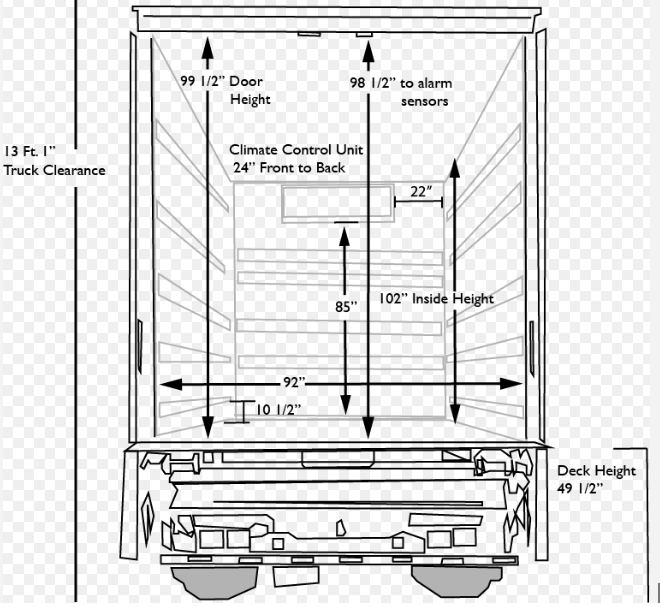 99 1/2” Door
Height
98 1/2” to alarm
sensors
13 Ft. 1”
Truck Clearance
Climate Control Unit
24” Front to Back
22”
85”
102” Inside Height
92”
10 1/2”
Deck Height
49 1/2”